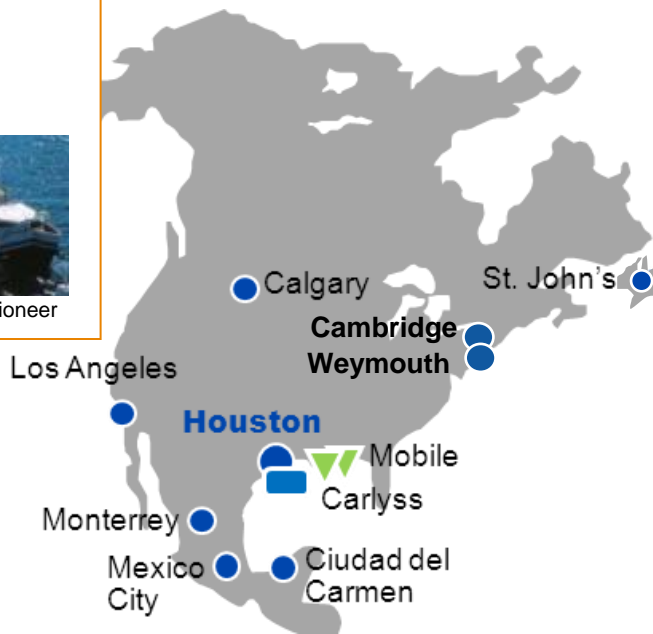 ioneer
Calgary
St. John's
Cambridge
Weymouth
Los Angeles
Houston
Mobile
Carlyss
Monterrey
Mexico
City
Ciudad del
Carmen